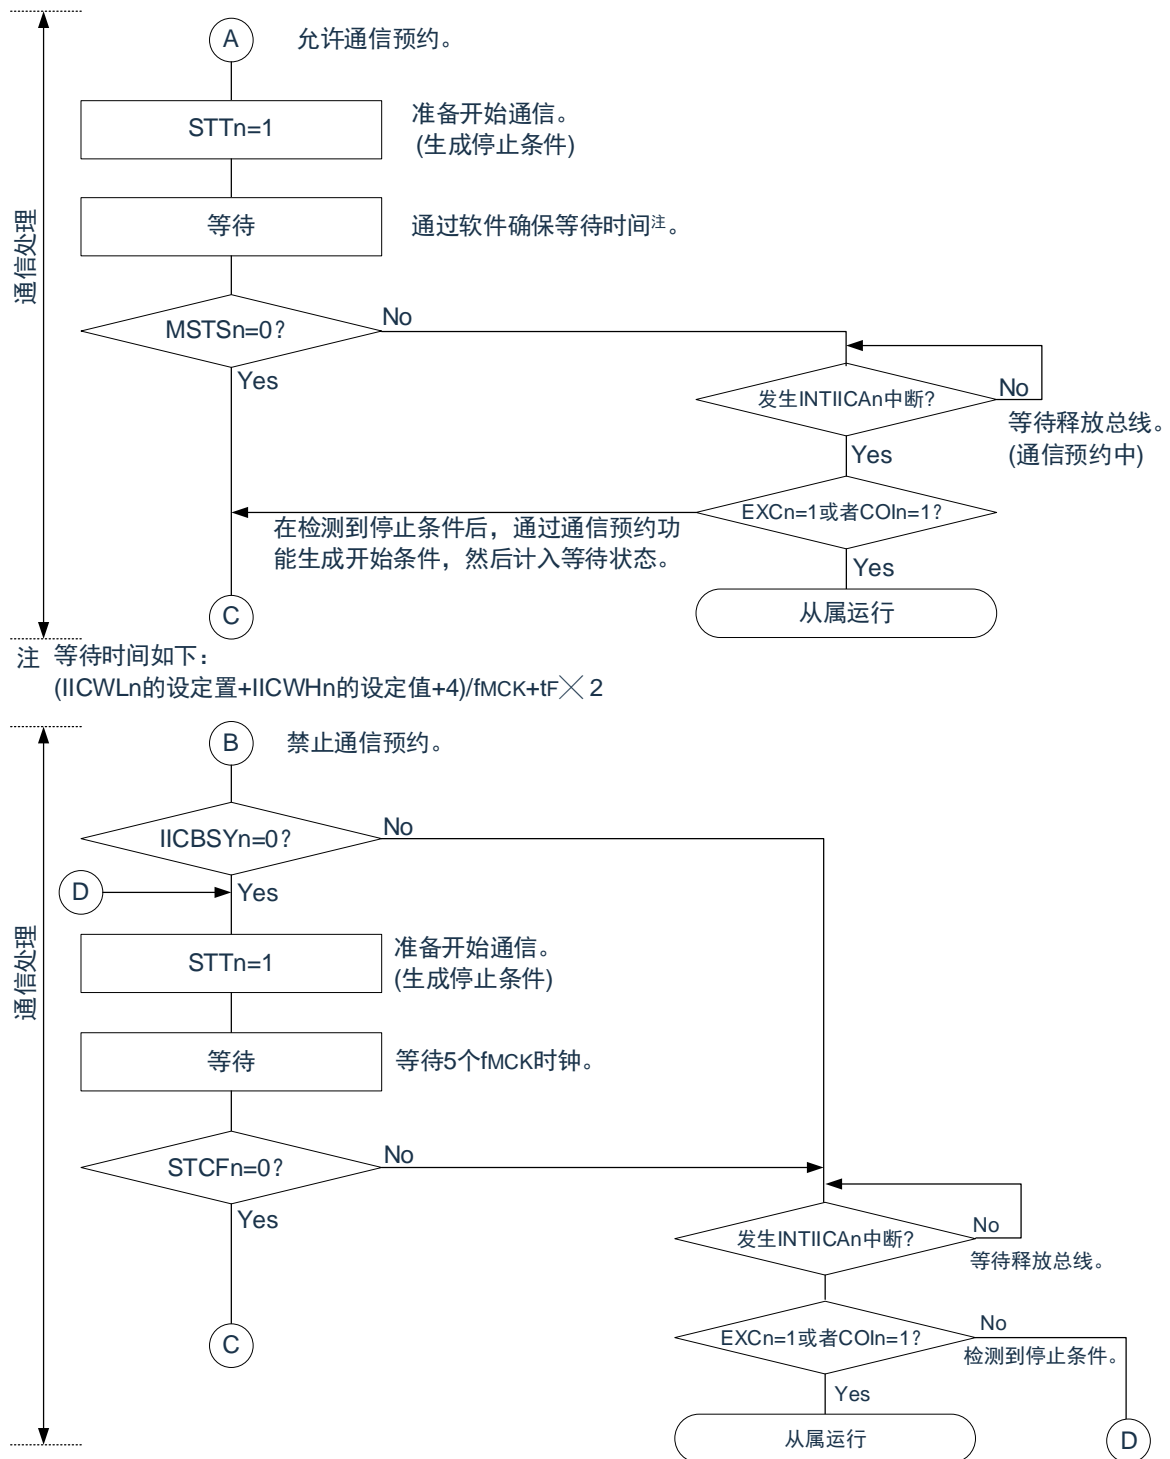 A
允许通信预约。
STTn=1
准备开始通信。
(生成停止条件)
等待
通过软件确保等待时间注。
通信处理
MSTSn=0?
No
Yes
发生INTIICAn中断?
No
等待释放总线。
(通信预约中)
Yes
EXCn=1或者COIn=1?
在检测到停止条件后，通过通信预约功
能生成开始条件，然后计入等待状态。
Yes
C
从属运行
注 等待时间如下：
(IICWLn的设定置+IICWHn的设定值+4)/fMCK+tF╳ 2
B
禁止通信预约。
IICBSYn=0?
No
D
Yes
通信处理
STTn=1
准备开始通信。
(生成停止条件)
等待
等待5个fMCK时钟。
STCFn=0?
No
Yes
发生INTIICAn中断?
No
等待释放总线。
C
EXCn=1或者COIn=1?
No
检测到停止条件。
Yes
从属运行
D